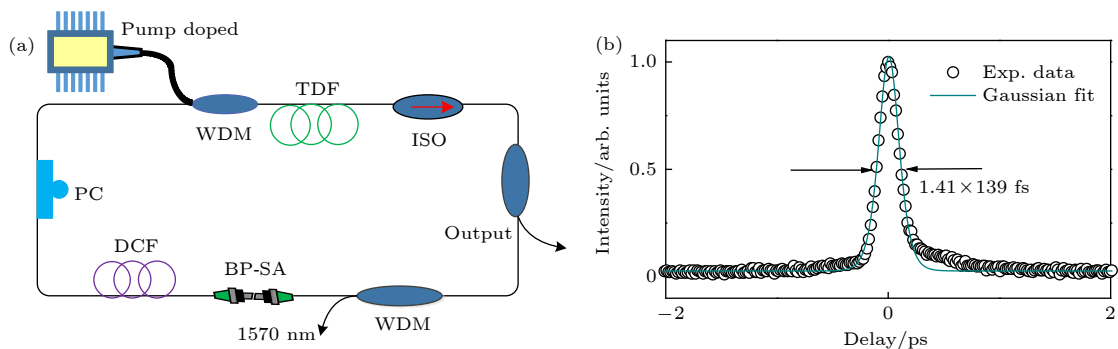 (a)
Pump doped
WDM
TDF
ISO
PC
Output
DCF
BP-SA
1570 nm
WDM
(b)
Intensity/arb. units
1.0
0.5
0
Exp. data
Gaussian fit
1.41×139 fs
−2
0
2
Delay/ps